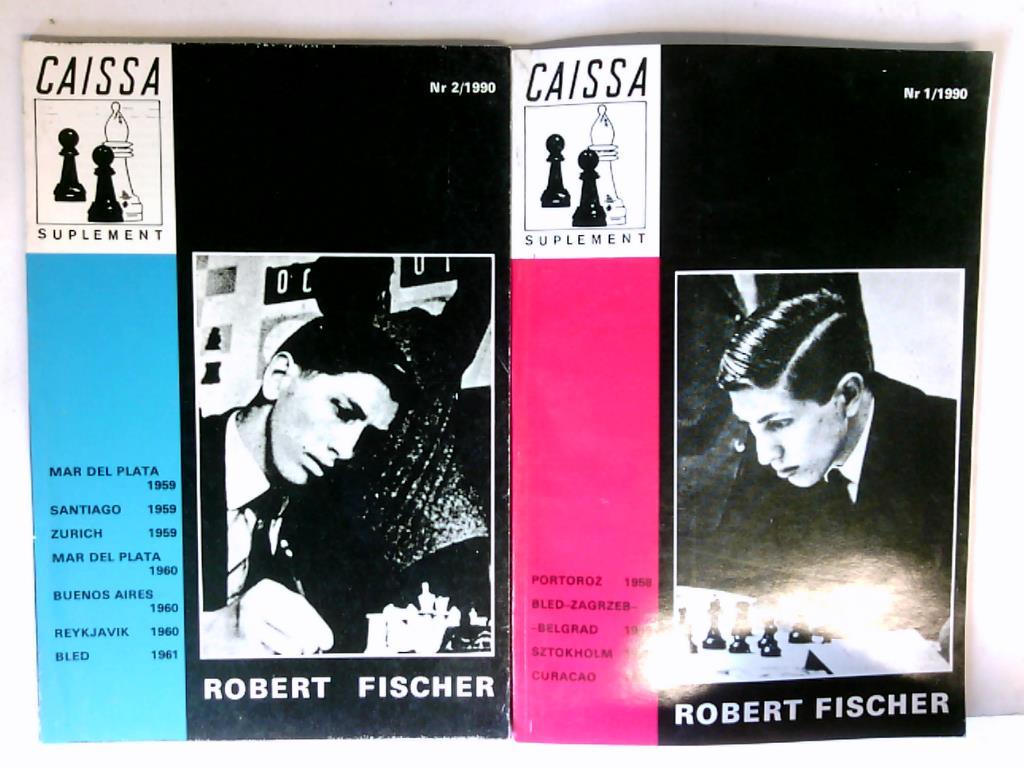 CAISSA
Nr 2/1990
SUPLEMENT
MAR DEL PLATA
1959
SANTIAGO 1959
ZURICH 1959
MAR DEL PLATA
1960
BUENOS AIRES
1960
REYKJAVIK 1960
BLED 1961
ROBERT FISCHER
CAISSA
Nr 1/1990
SUPLEMENT
PORTOROŻ 1958
BLED-ZAGRZEB-
-BELGRAD
SZTOKHOLM
CURACAO
ROBERT FISCHER